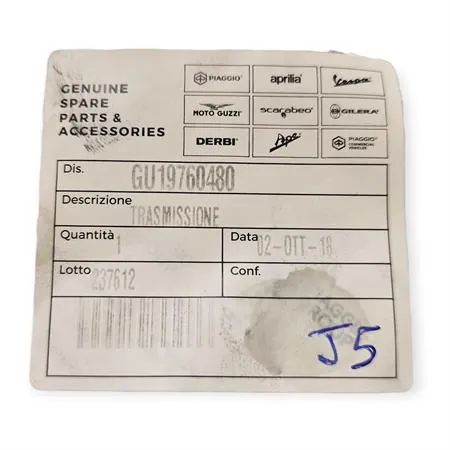 GENUINE
SPARE
PARTS &
ACCESSORIES
PIAGGIO aprilia Vespa
MOTO GUZZI scarabeo GILERA
DERBI Ape PIAGGIO COMMERCIAL VEHICLES
Dis. GU19760480
Descrizione
TRASMISSIONE
Quantità 1 Data 02-OTT-18
Lotto 237612 Conf.
J5